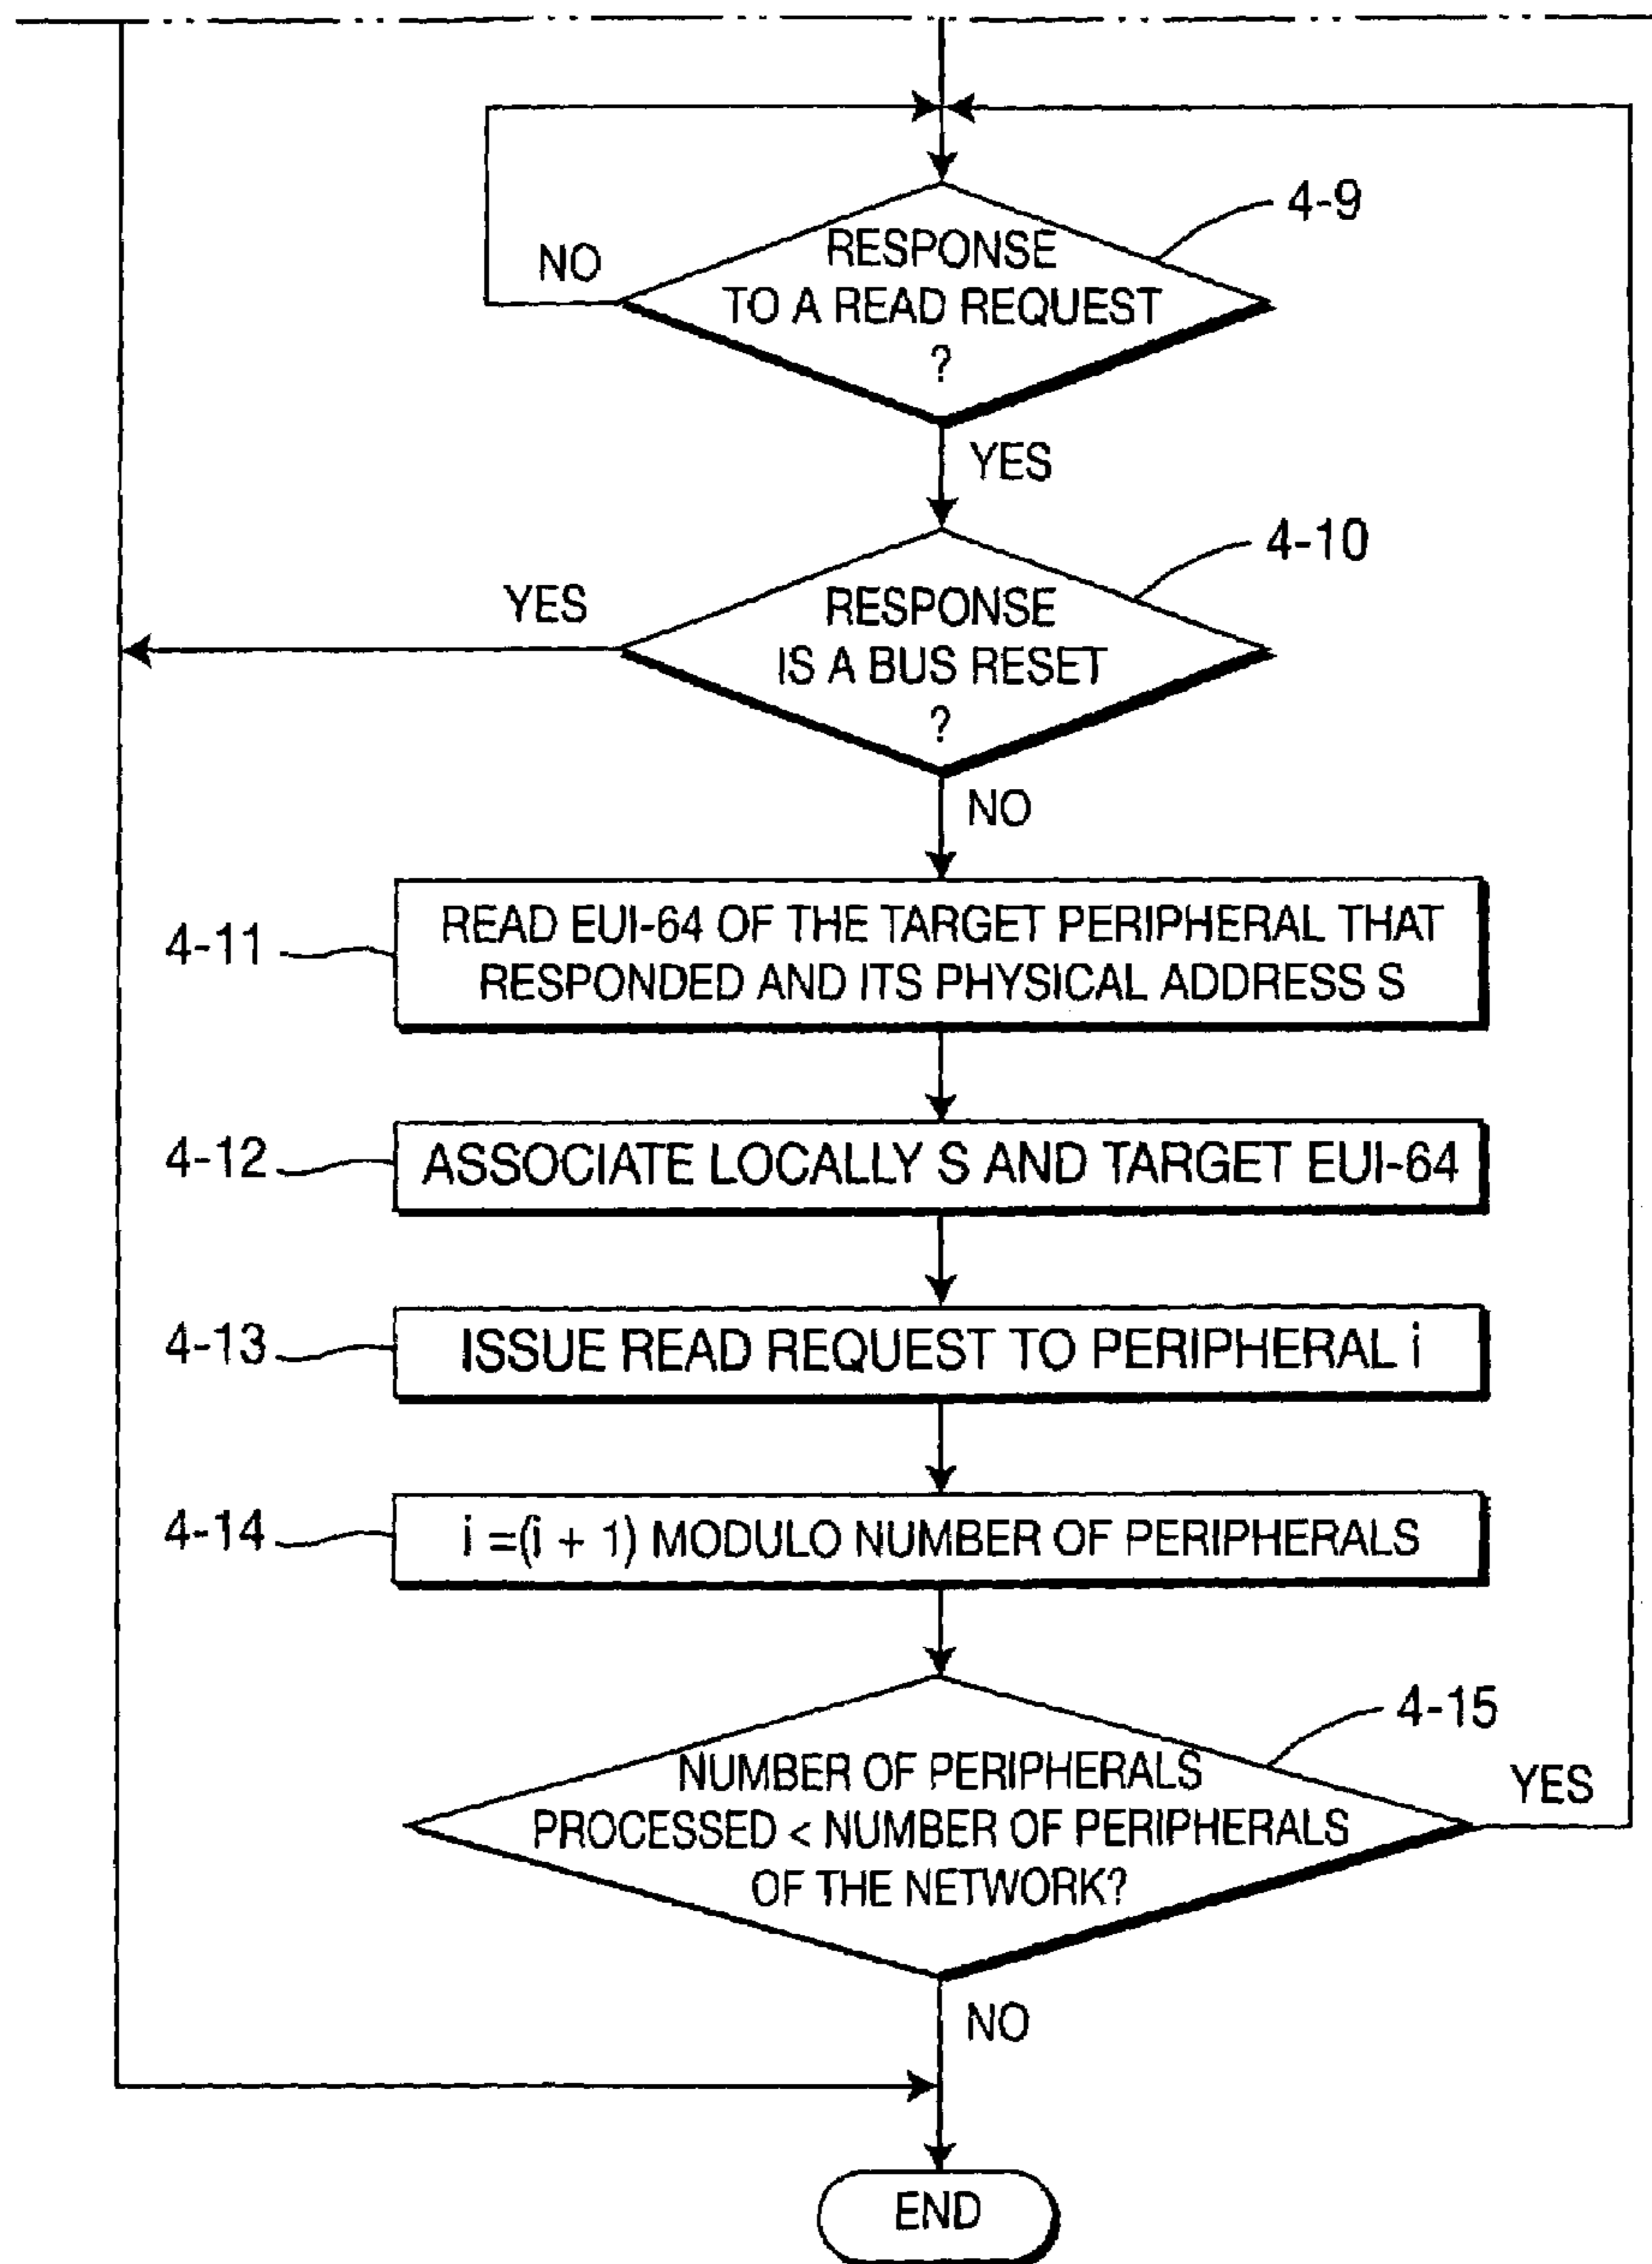 4-9
NO
RESPONSE
TO A READ REQUEST
?
YES
4-10
YES
RESPONSE
IS A BUS RESET
?
NO
4-11
READ EUI-64 OF THE TARGET PERIPHERAL THAT
RESPONDED AND ITS PHYSICAL ADDRESS S
4-12
ASSOCIATE LOCALLY S AND TARGET EUI-64
4-13
ISSUE READ REQUEST TO PERIPHERAL i
4-14
i =(i + 1) MODULO NUMBER OF PERIPHERALS
4-15
NUMBER OF PERIPHERALS
PROCESSED < NUMBER OF PERIPHERALS
OF THE NETWORK?
YES
NO
END